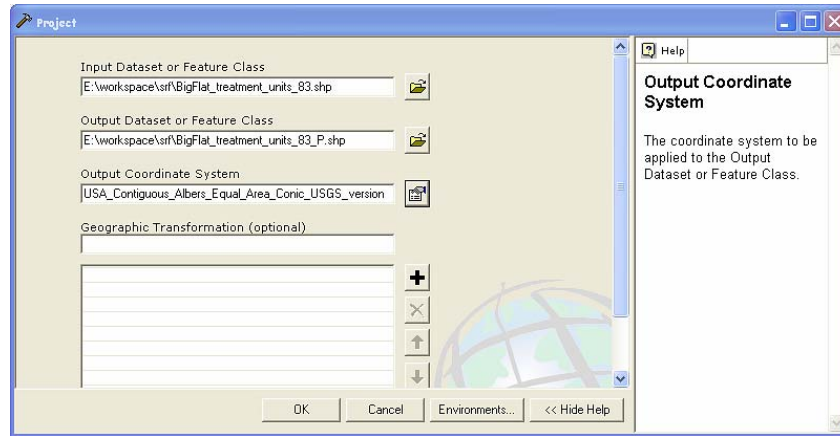 Project
Input Dataset or Feature Class
E:\workspace\srf\BigFlat_treatment_units_83.shp
Output Dataset or Feature Class
E:\workspace\srf\BigFlat_treatment_units_83_P.shp
Output Coordinate System
USA_Contiguous_Albers_Equal_Area_Conic_USGS_version
Geographic Transformation (optional)
OK
Cancel
Environments...
<< Hide Help
Help
Output Coordinate
System
The coordinate system to be
applied to the Output
Dataset or Feature Class.